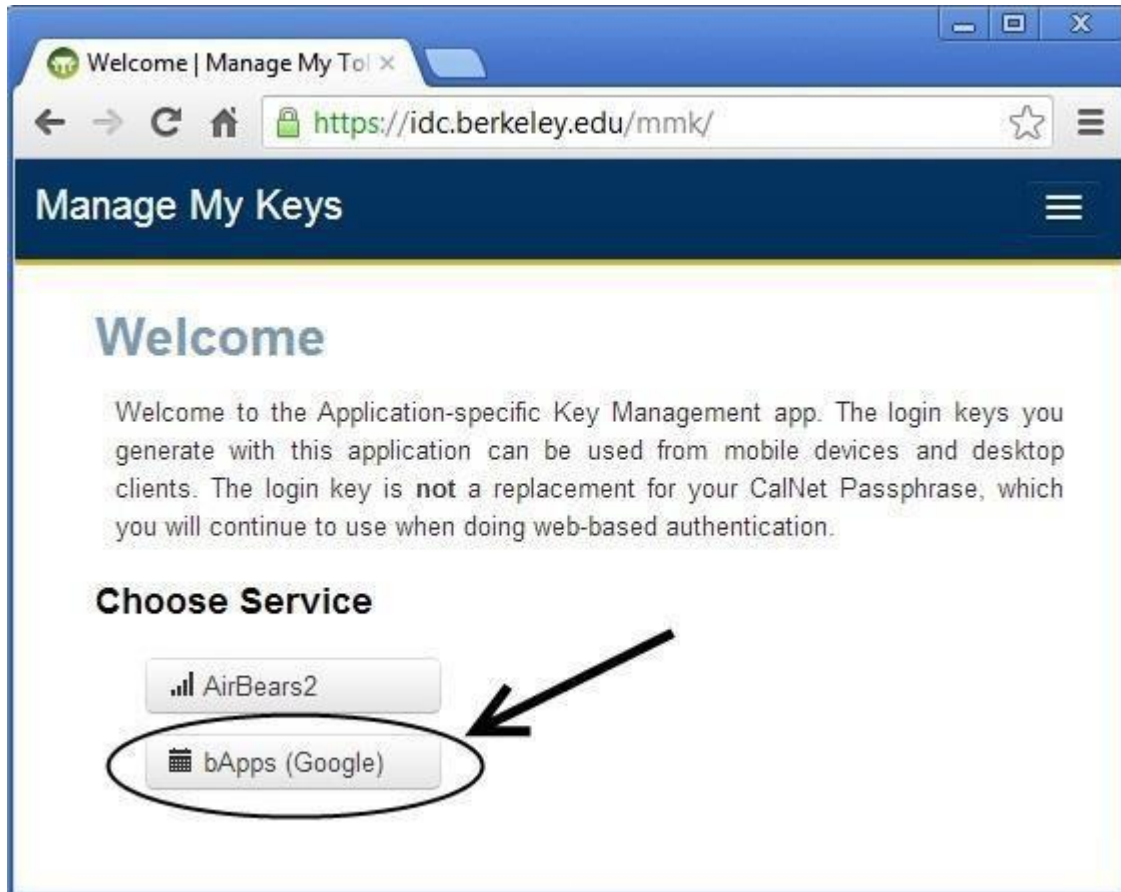 Welcome | Manage My Tol
https://idc.berkeley.edu/mmk/
Manage My Keys
Welcome
Welcome to the Application-specific Key Management app. The login keys you
generate with this application can be used from mobile devices and desktop
clients. The login key is not a replacement for your CalNet Passphrase, which
you will continue to use when doing web-based authentication.
Choose Service
AirBears2
bApps (Google)